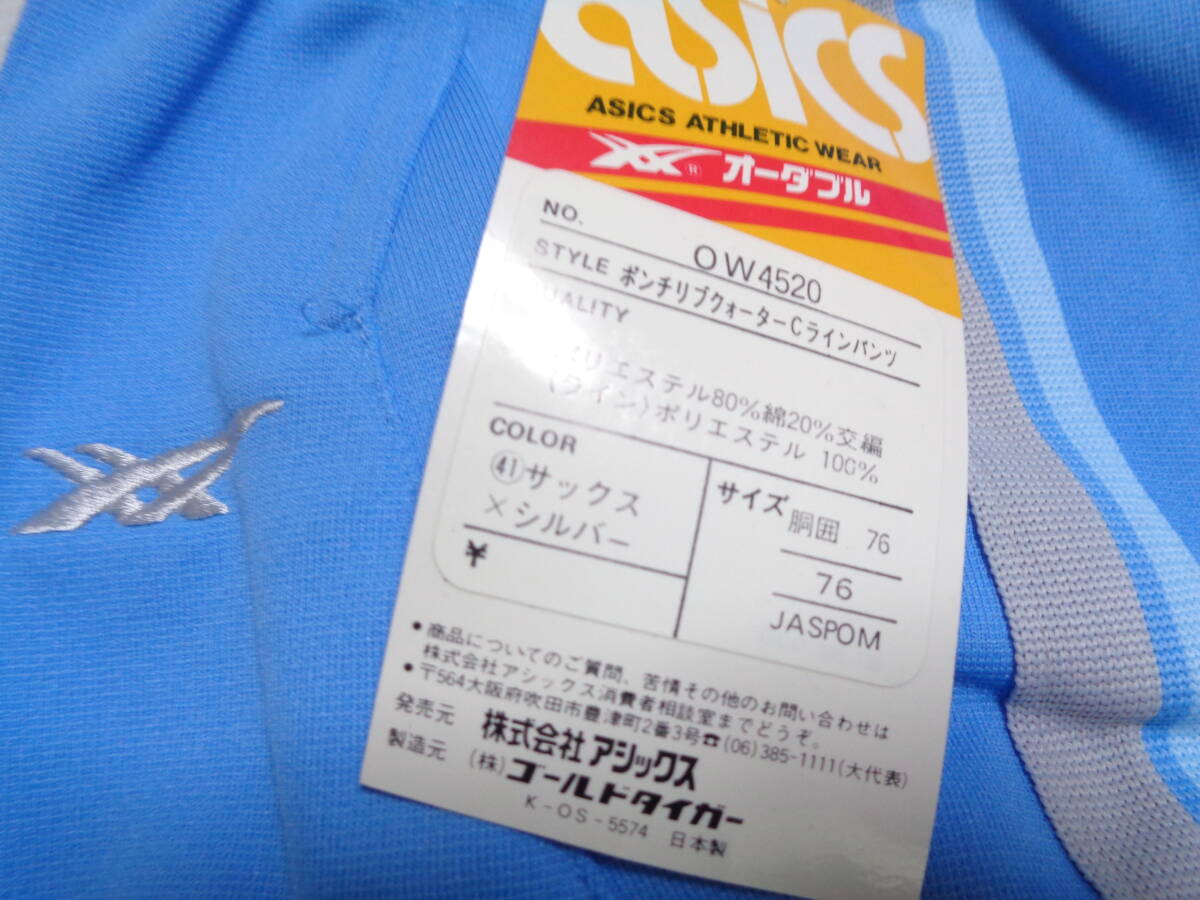 asics
ASICS ATHLETIC WEAR
® オーダブル
NO. OW4520
STYLE ポンチリブクォーターCラインパンツ
UALITY
リエステル80%綿20%交編
(ライン)ポリエステル 100%
COLOR
㊶サックス
×シルバー
¥
サイズ
胴囲 76
76
JASPOM
●商品についてのご質問、苦情その他のお問い合わせは
株式会社アシックス消費者相談室までどうぞ。
●〒564大阪府吹田市豊津町2番3号☎(06)385-1111(大代表)
発売元 株式会社アシックス
製造元 (株)ゴールドタイガー
K-OS-5574 日本製